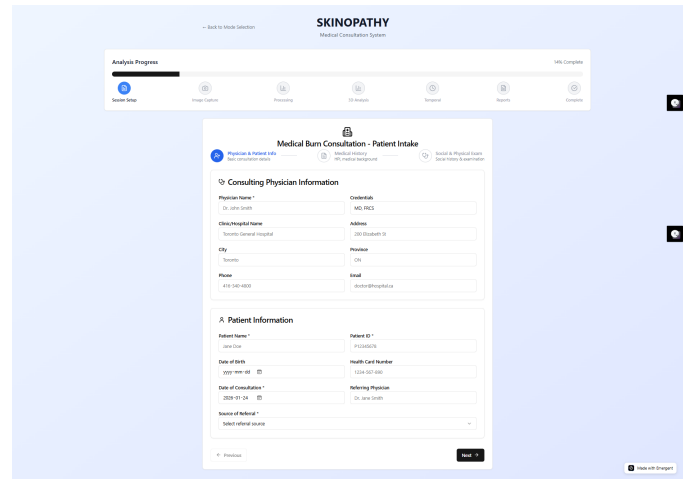 ← Back to Mode Selection
SKINOPATHY
Medical Consultation System
Analysis Progress
14% Complete
Session Setup
Image Capture
Processing
3D Analysis
Temporal
Reports
Complete
Medical Burn Consultation - Patient Intake
Physician & Patient Info
Basic consultation details
Medical History
HPI, medical background
Social & Physical Exam
Social history & examination
Consulting Physician Information
Physician Name *
Credentials
Dr. John Smith
MD, FRCS
Clinic/Hospital Name
Address
Toronto General Hospital
200 Elizabeth St
City
Province
Toronto
ON
Phone
Email
416-340-4800
doctor@hospital.ca
Patient Information
Patient Name *
Patient ID *
Jane Doe
P12345678
Date of Birth
Health Card Number
yyyy-mm-dd
1234-567-890
Date of Consultation *
Referring Physician
2026-01-24
Dr. Jane Smith
Source of Referral *
Select referral source
← Previous
Next →
Made with Emergent